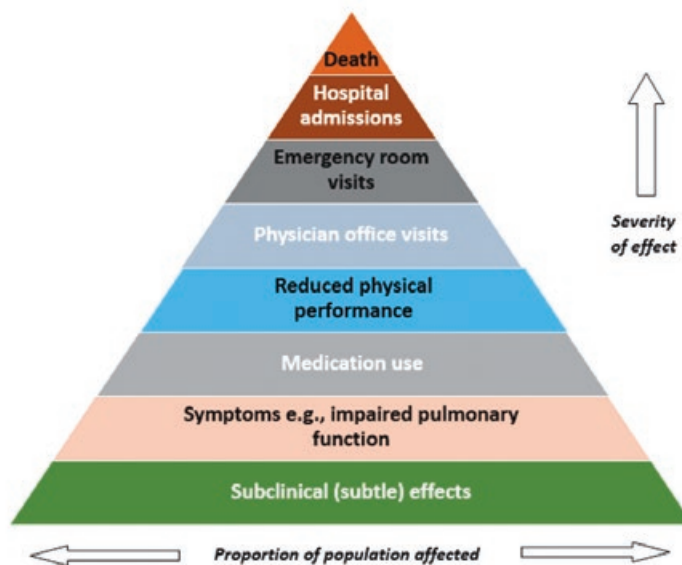 Death
Hospital
admissions
Emergency room
visits
Physician office visits
Reduced physical
performance
Medication use
Symptoms e.g., impaired pulmonary
function
Subclinical (subtle) effects
Severity
of effect
Proportion of population affected